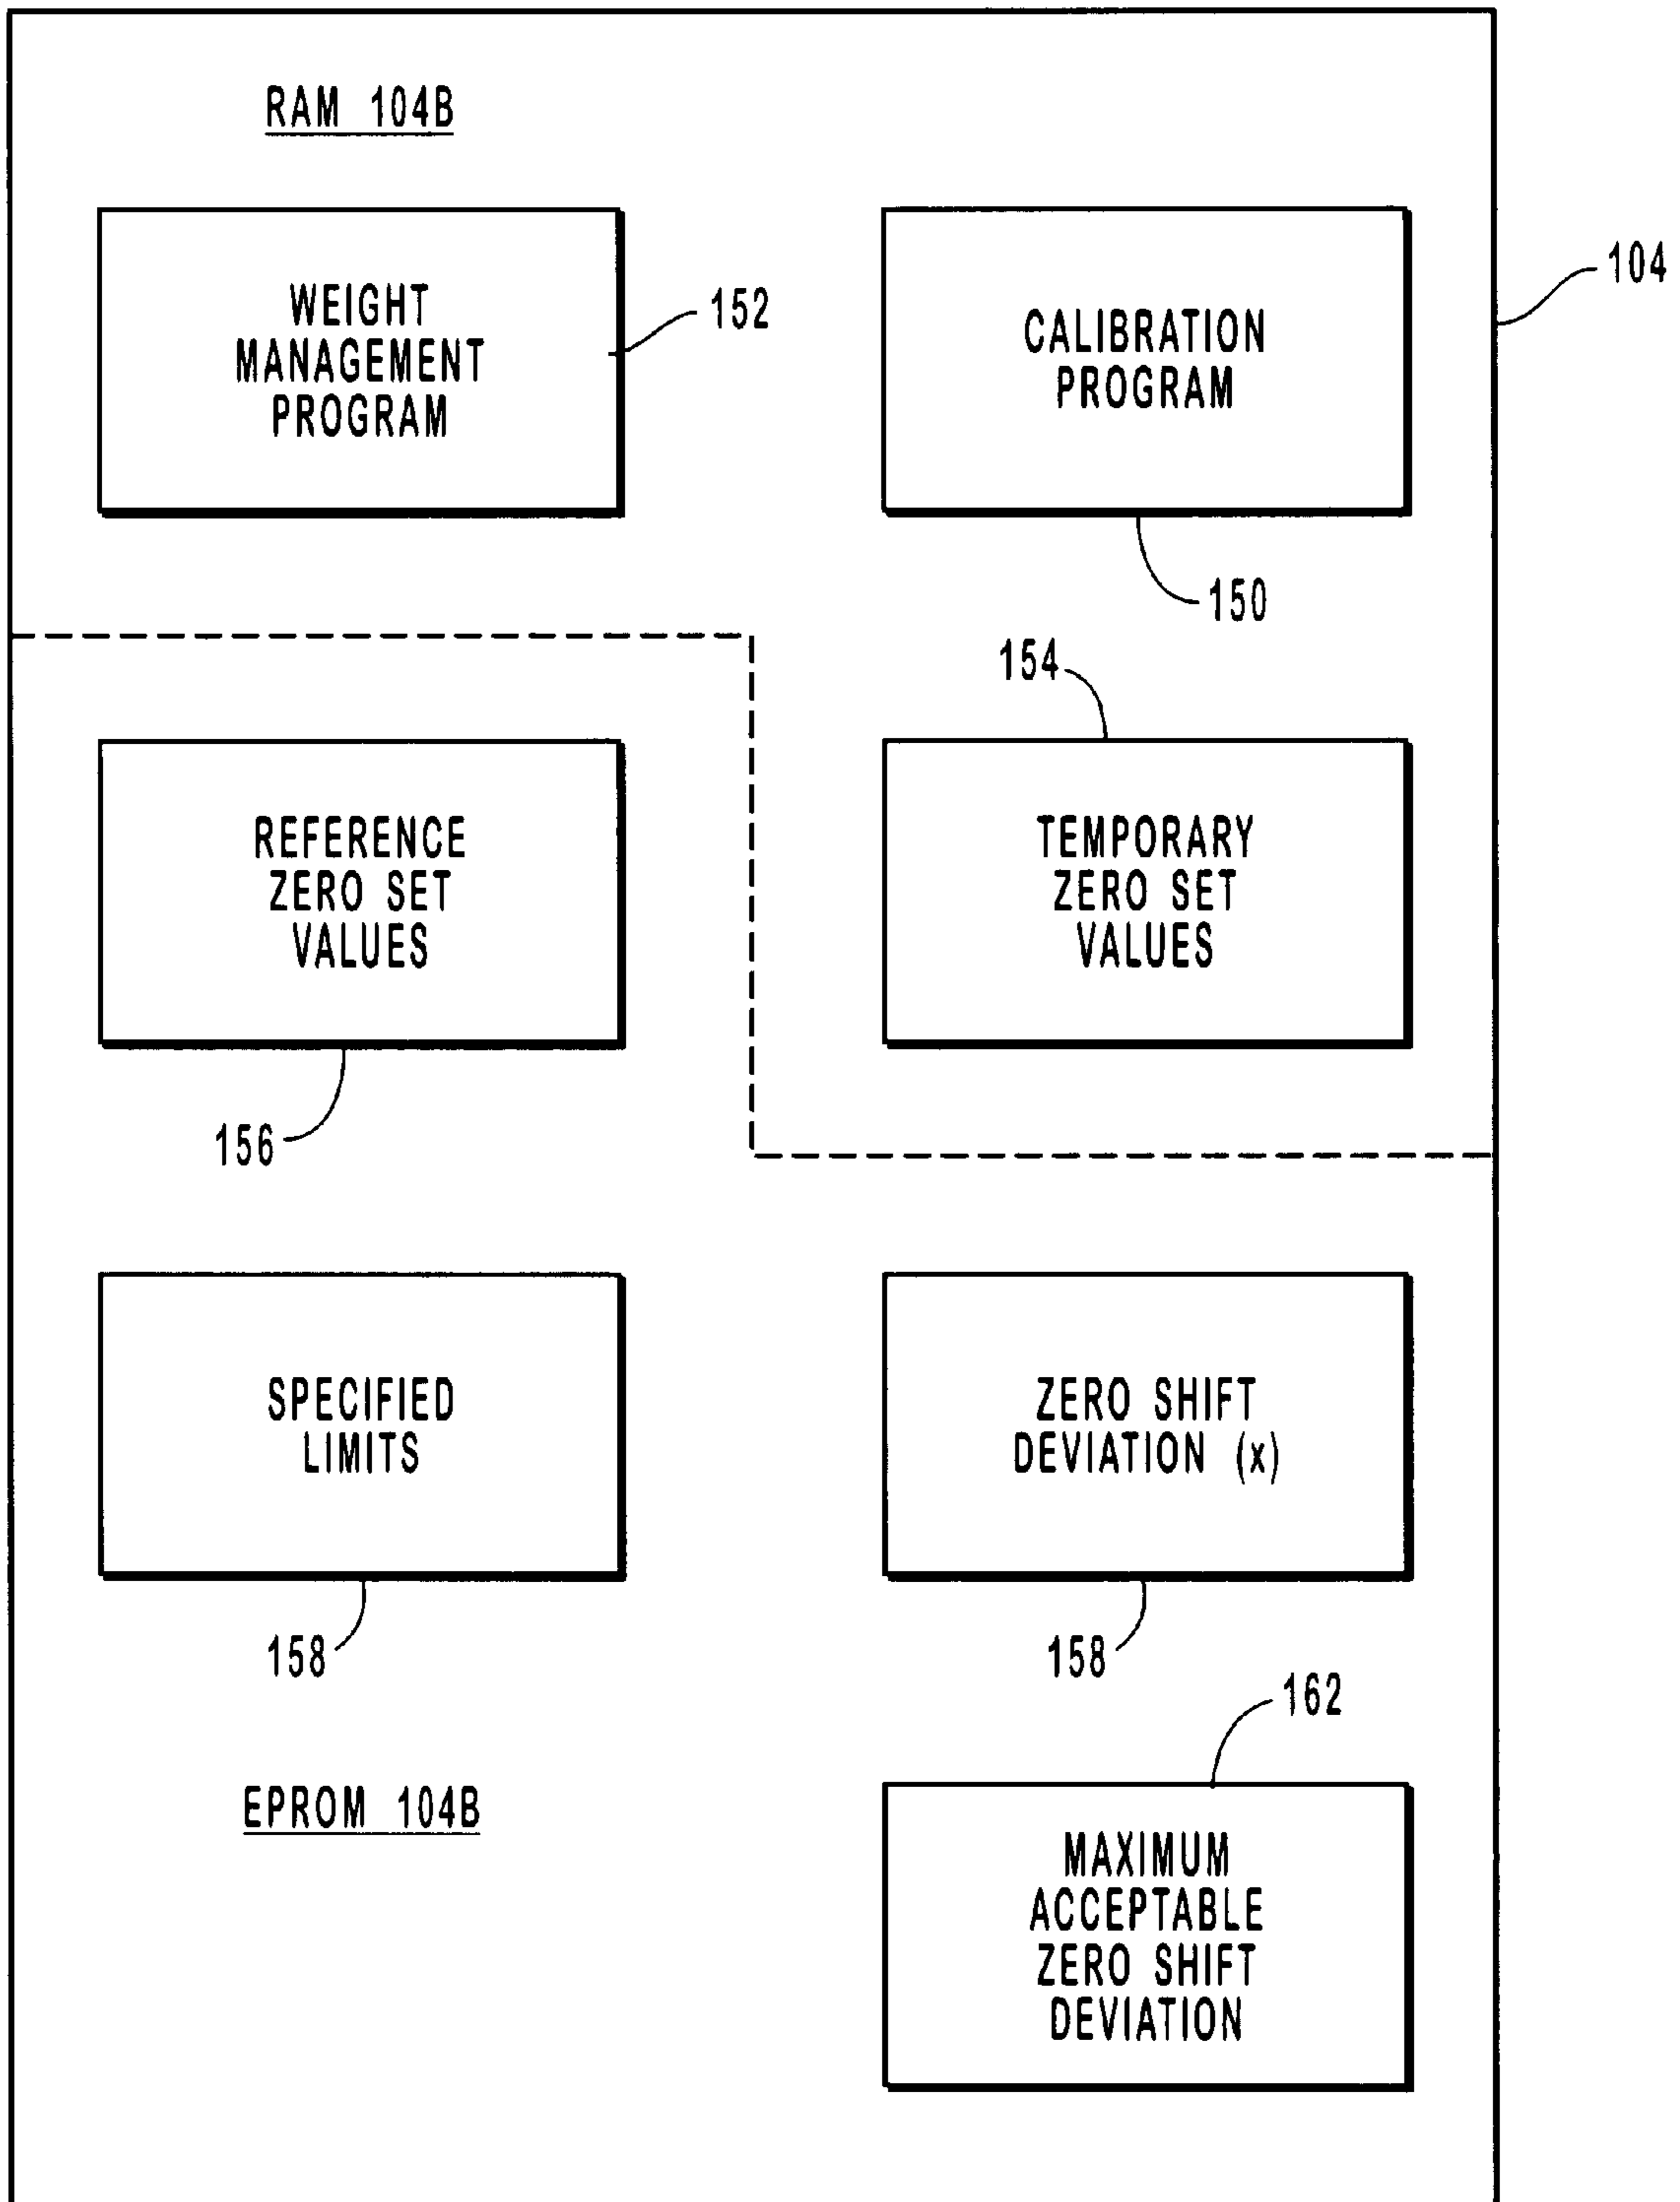 RAM 104B
WEIGHT
MANAGEMENT
PROGRAM
152
CALIBRATION
PROGRAM
104
150
154
REFERENCE
ZERO SET
VALUES
TEMPORARY
ZERO SET
VALUES
156
SPECIFIED
LIMITS
ZERO SHIFT
DEVIATION (x)
158
158
162
EPROM 104B
MAXIMUM
ACCEPTABLE
ZERO SHIFT
DEVIATION